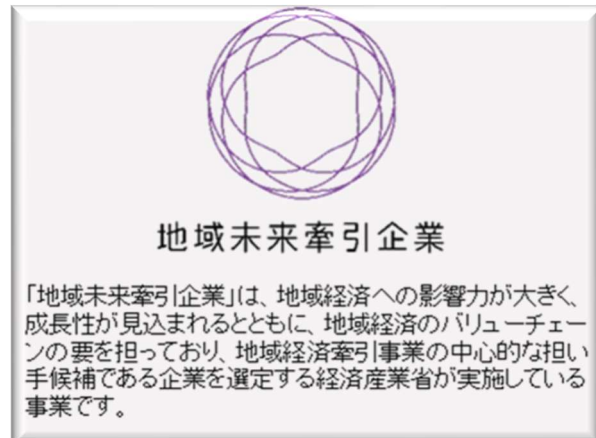 地域未来牽引企業
「地域未来牽引企業」は、地域経済への影響力が大きく、
成長性が見込まれるとともに、地域経済のバリューチェー
ンの要を担っており、地域経済牽引事業の中心的な担い
手候補である企業を選定する経済産業省が実施している
事業です。